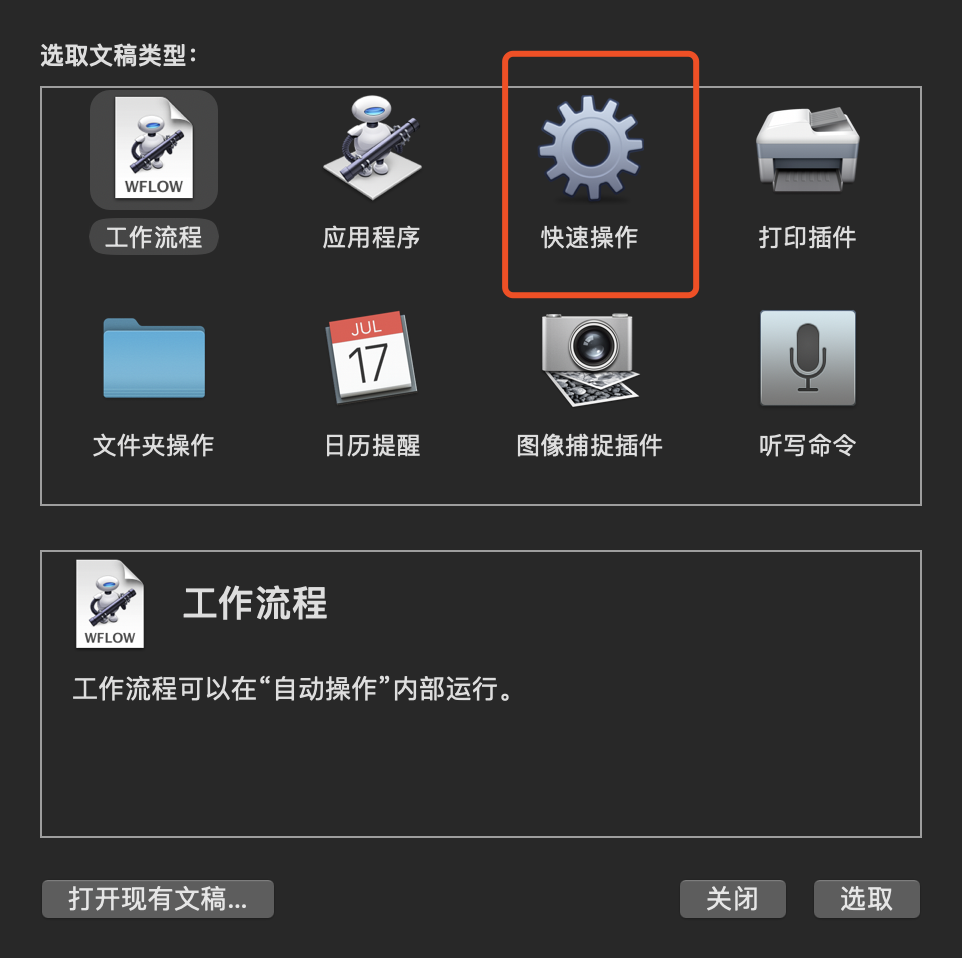 选取文稿类型：
WFLOW
工作流程
应用程序
快速操作
打印插件
文件夹操作
JUL
17
日历提醒
图像捕捉插件
听写命令
WFLOW
工作流程
工作流程可以在“自动操作”内部运行。
打开现有文稿...
关闭
选取